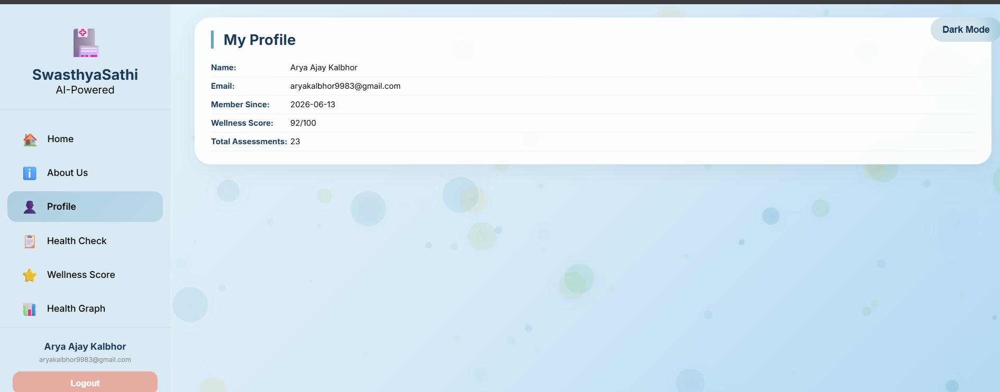 SwasthyaSathi
AI-Powered
Home
About Us
Profile
Health Check
Wellness Score
Health Graph
Arya Ajay Kalbhor
aryakalbhor9983@gmail.com
Logout
Dark Mode
My Profile
Name: Arya Ajay Kalbhor
Email: aryakalbhor9983@gmail.com
Member Since: 2026-06-13
Wellness Score: 92/100
Total Assessments: 23